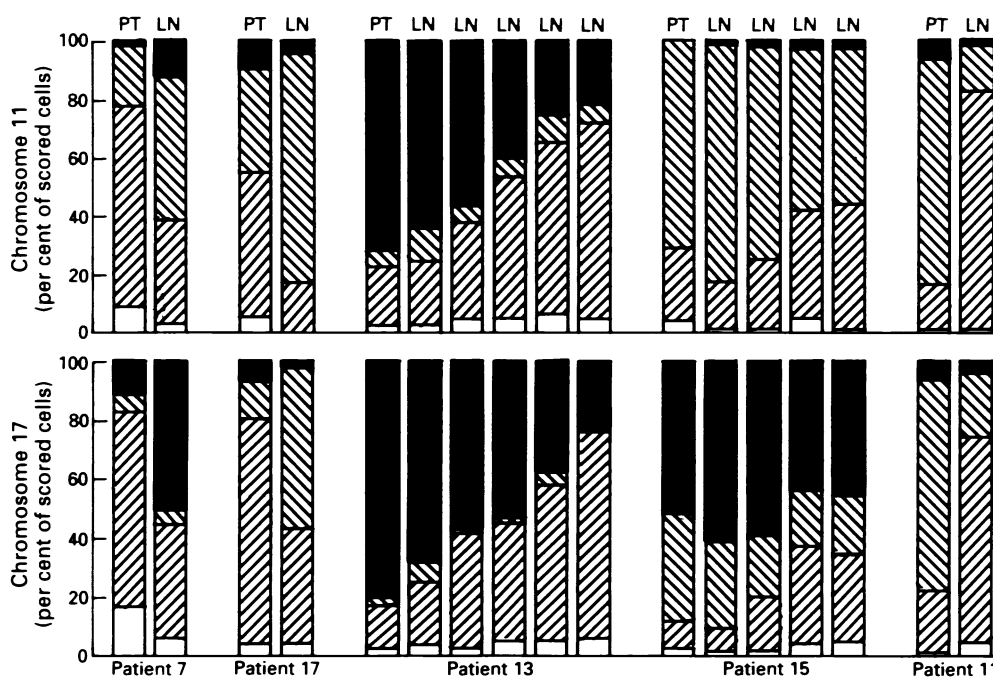 PT LN PT LN PT LN LN LN LN LN PT LN LN LN LN PT LN
Chromosome 11
(per cent of scored cells)
100
80
60
40
20
0
Chromosome 17
(per cent of scored cells)
100
80
60
40
20
0
Patient 7 Patient 17 Patient 13 Patient 15 Patient 11